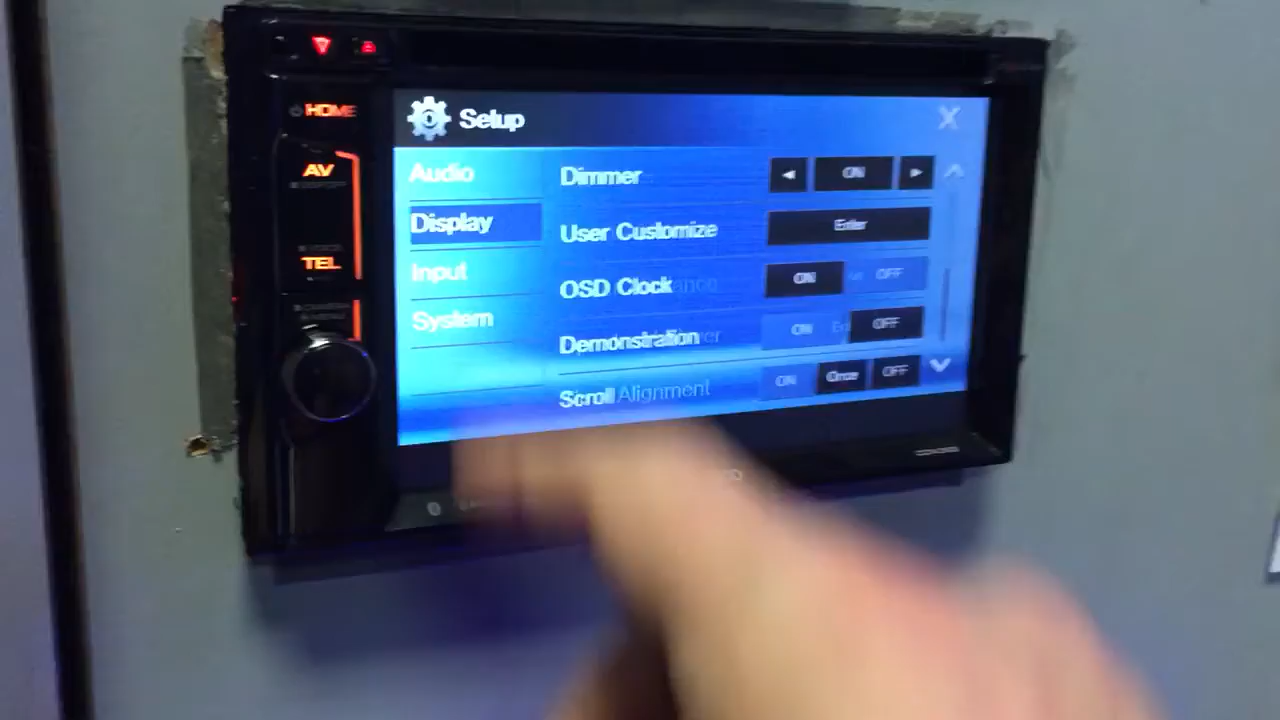 HOME
AV
TEL
Setup
X
Audio
Display
Input
System
Dimmer
ON
User Customize
Enter
OSD Clock
ON
OFF
Demonstration
ON
OFF
Scroll
Alignment
ON
Once
OFF